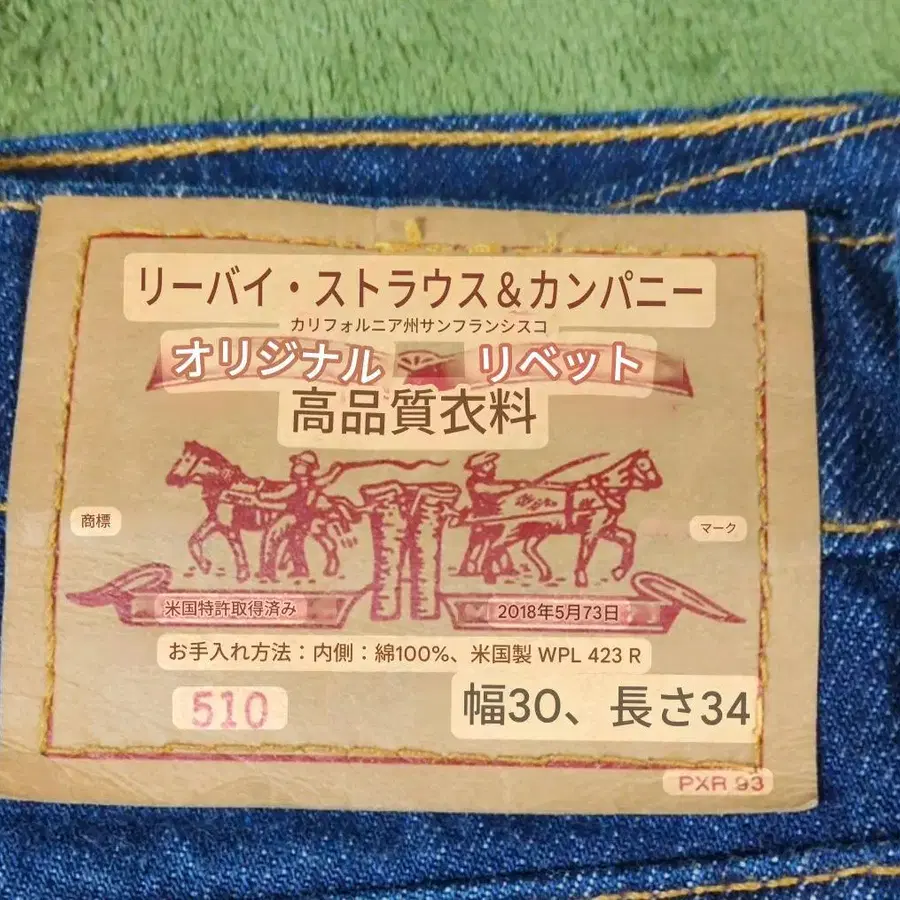 リーバイ・ストラウス&カンパニー
カリフォルニア州サンフランシスコ
オリジナル リベット
高品質衣料
商標 マーク
米国特許取得済み 2018年5月73日
お手入れ方法：内側：綿100%、米国製 WPL 423 R
510 幅30、長さ34
PXR 93